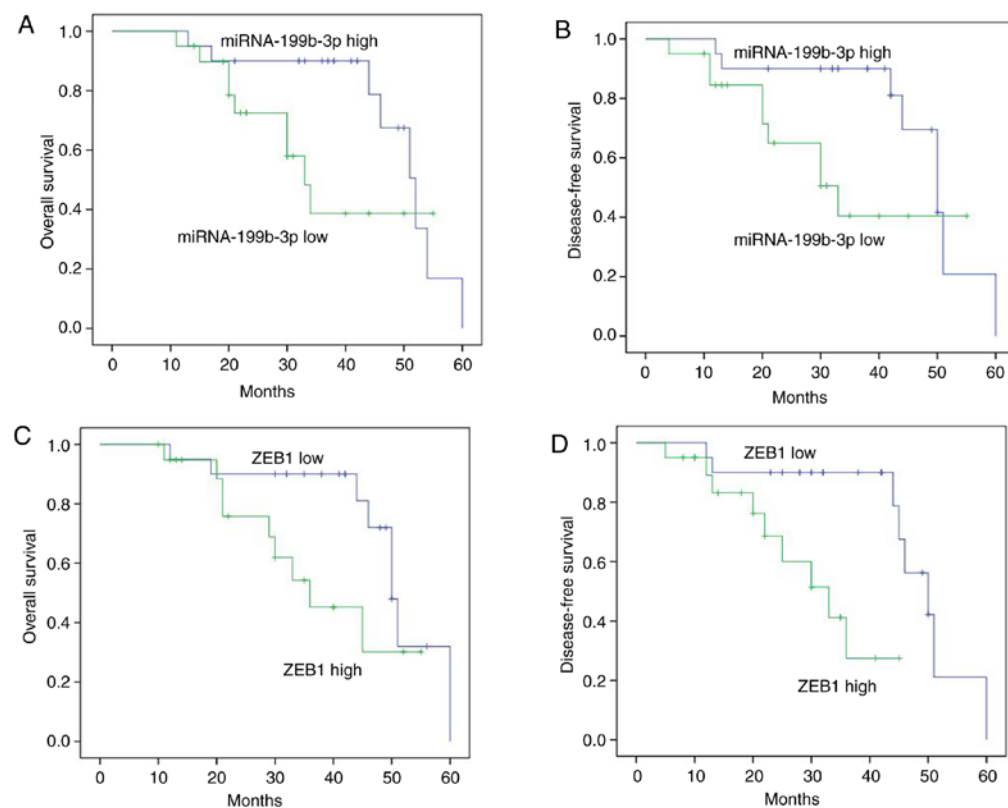 A
miRNA-199b-3p high
miRNA-199b-3p low
Overall survival
1.0
0.8
0.6
0.4
0.2
0.0
0 10 20 30 40 50 60
Months
B
miRNA-199b-3p high
miRNA-199b-3p low
Disease-free survival
1.0
0.8
0.6
0.4
0.2
0.0
0 10 20 30 40 50 60
Months
C
ZEB1 low
ZEB1 high
Overall survival
1.0
0.8
0.6
0.4
0.2
0.0
0 10 20 30 40 50 60
Months
D
ZEB1 low
ZEB1 high
Disease-free survival
1.0
0.8
0.6
0.4
0.2
0.0
0 10 20 30 40 50 60
Months